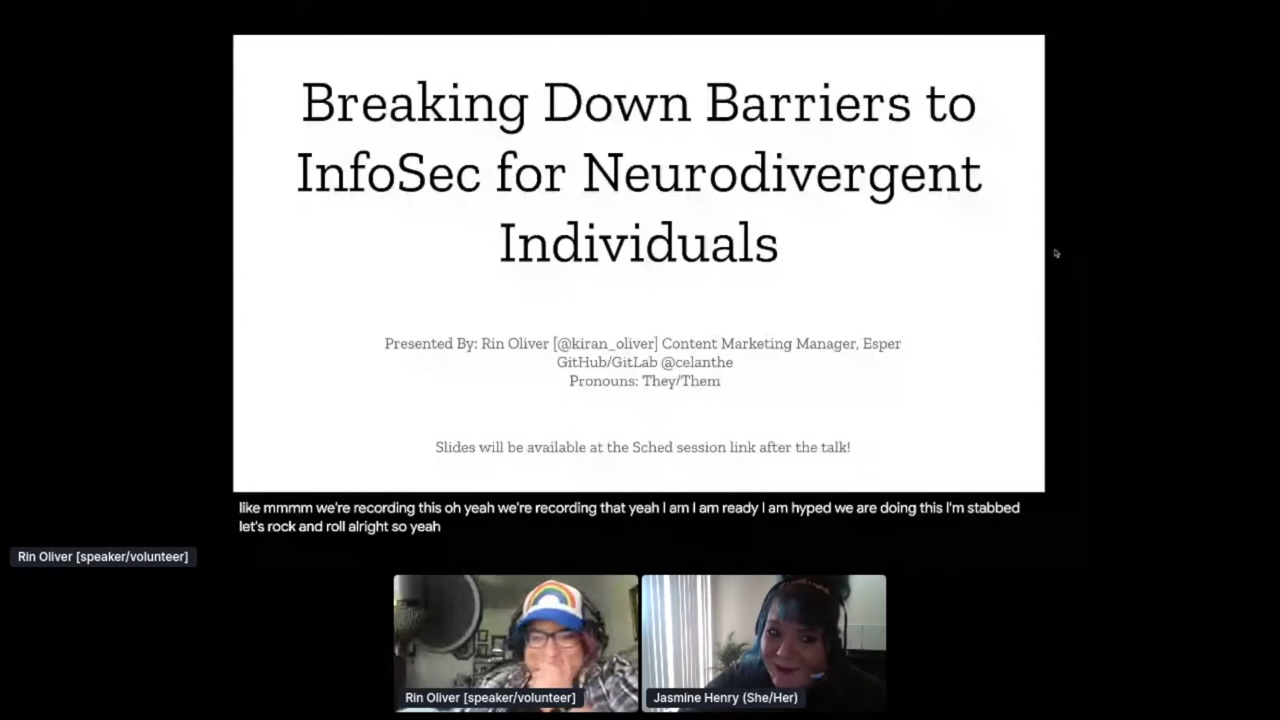 Breaking Down Barriers to
InfoSec for Neurodivergent
Individuals
Presented By: Rin Oliver [@kiran_oliver] Content Marketing Manager, Esper
GitHub/GitLab @celanthe
Pronouns: They/Them
Slides will be available at the Sched session link after the talk!
like mmmm we're recording this oh yeah we're recording that yeah I am I am ready I am hyped we are doing this I'm stabbed
let's rock and roll alright so yeah
Rin Oliver [speaker/volunteer]
Rin Oliver [speaker/volunteer]
Jasmine Henry (She/Her)